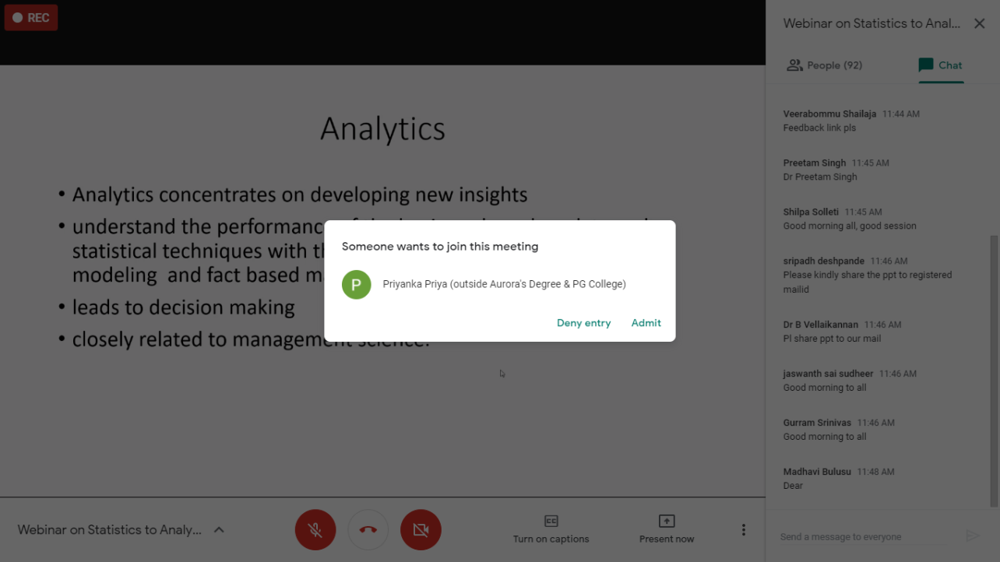 REC
Analytics
• Analytics concentrates on developing new insights
• understand the
statistical techniques with
modeling and fact based
• leads to decision making
• closely related to management science.
Someone wants to join this meeting
P
Priyanka Priya (outside Aurora's Degree & PG College)
Deny entry Admit
Webinar on Statistics to Analy...
CC
Turn on captions
Present now
Webinar on Statistics to Anal...
People (92) Chat
Veerabommu Shailaja 11:44 AM
Feedback link pls
Preetam Singh 11:45 AM
Dr Preetam Singh
Shilpa Solleti 11:45 AM
Good morning all, good session
sripadh deshpande 11:46 AM
Please kindly share the ppt to registered
mailid
Dr B Vellaikannan 11:46 AM
Pl share ppt to our mail
jaswanth sai sudheer 11:46 AM
Good morning to all
Gurram Srinivas 11:46 AM
Good morning to all
Madhavi Bulusu 11:48 AM
Dear
Send a message to everyone